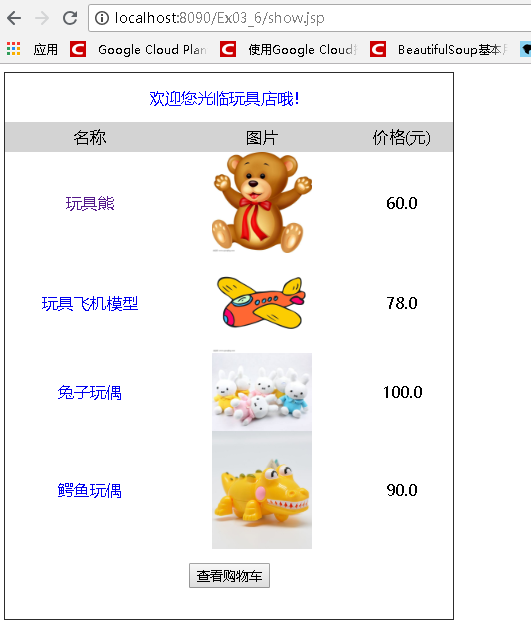 localhost:8090/Ex03_6/show.jsp
应用 Google Cloud Plan 使用Google Cloud BeautifulSoup基本
欢迎您光临玩具店哦!
名称 图片 价格(元)
玩具熊 60.0
玩具飞机模型 78.0
兔子玩偶 100.0
鳄鱼玩偶 90.0
查看购物车